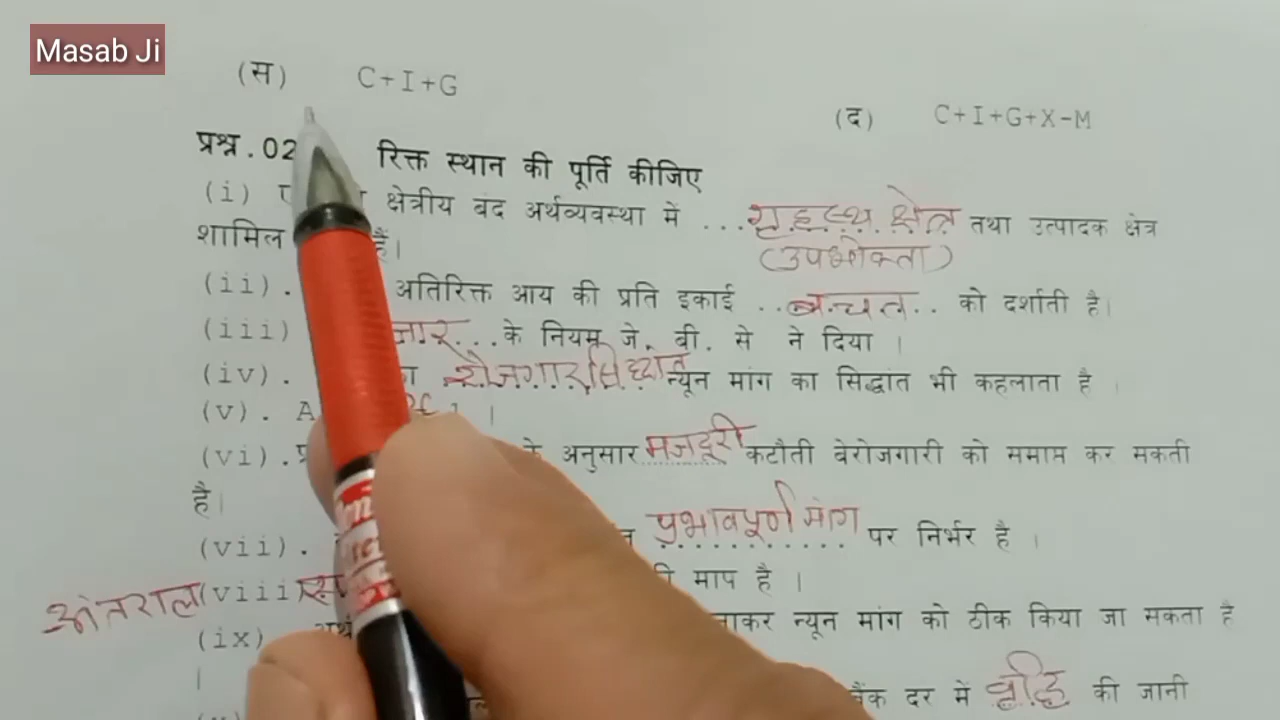 Masab Ji
(स) C+I+G
(द) C+I+G+X-M
प्रश्न.02 रिक्त स्थान की पूर्ति कीजिए
(i) क्षेत्रीय बंद अर्थव्यवस्था में ...गृहस्थ क्षेत्र तथा उत्पादक क्षेत्र
शामिल हैं।
(उपभोक्ता)
(ii). अतिरिक्त आय की प्रति इकाई ..बचत.. को दर्शाती है।
(iii) ...के नियम जे. बी. से ने दिया ।
(iv). रोजगार सिद्धांत न्यून मांग का सिद्धांत भी कहलाता है ।
(v). A
(vi). के अनुसार मजदूरी कटौती बेरोजगारी को समाप्त कर सकती
है।
(vii). प्रभावपूर्ण मांग पर निर्भर है ।
अंतराल (viii) की माप है ।
(ix) न्यून मांग को ठीक किया जा सकता है
।
बैंक दर में वृद्धि की जानी